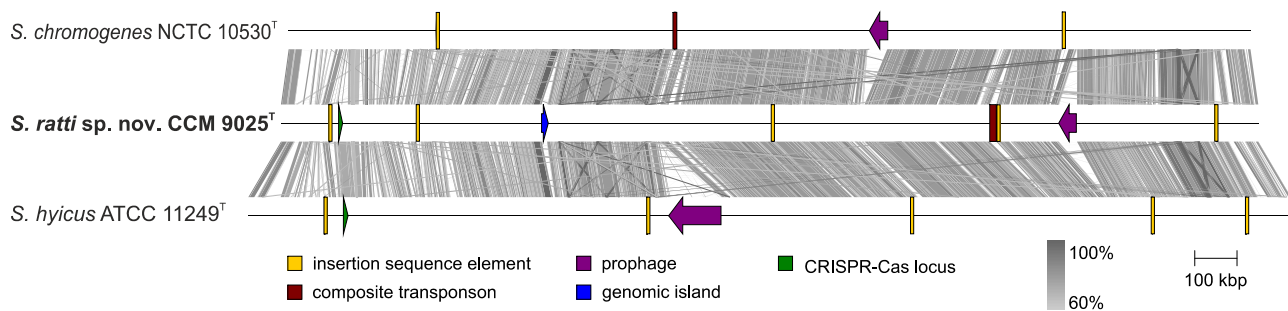 S. chromogenes NCTC 10530T
S. ratti sp. nov. CCM 9025T
S. hyicus ATCC 11249T
insertion sequence element
prophage
CRISPR-Cas locus
composite transponson
genomic island
100%
60%
100 kbp